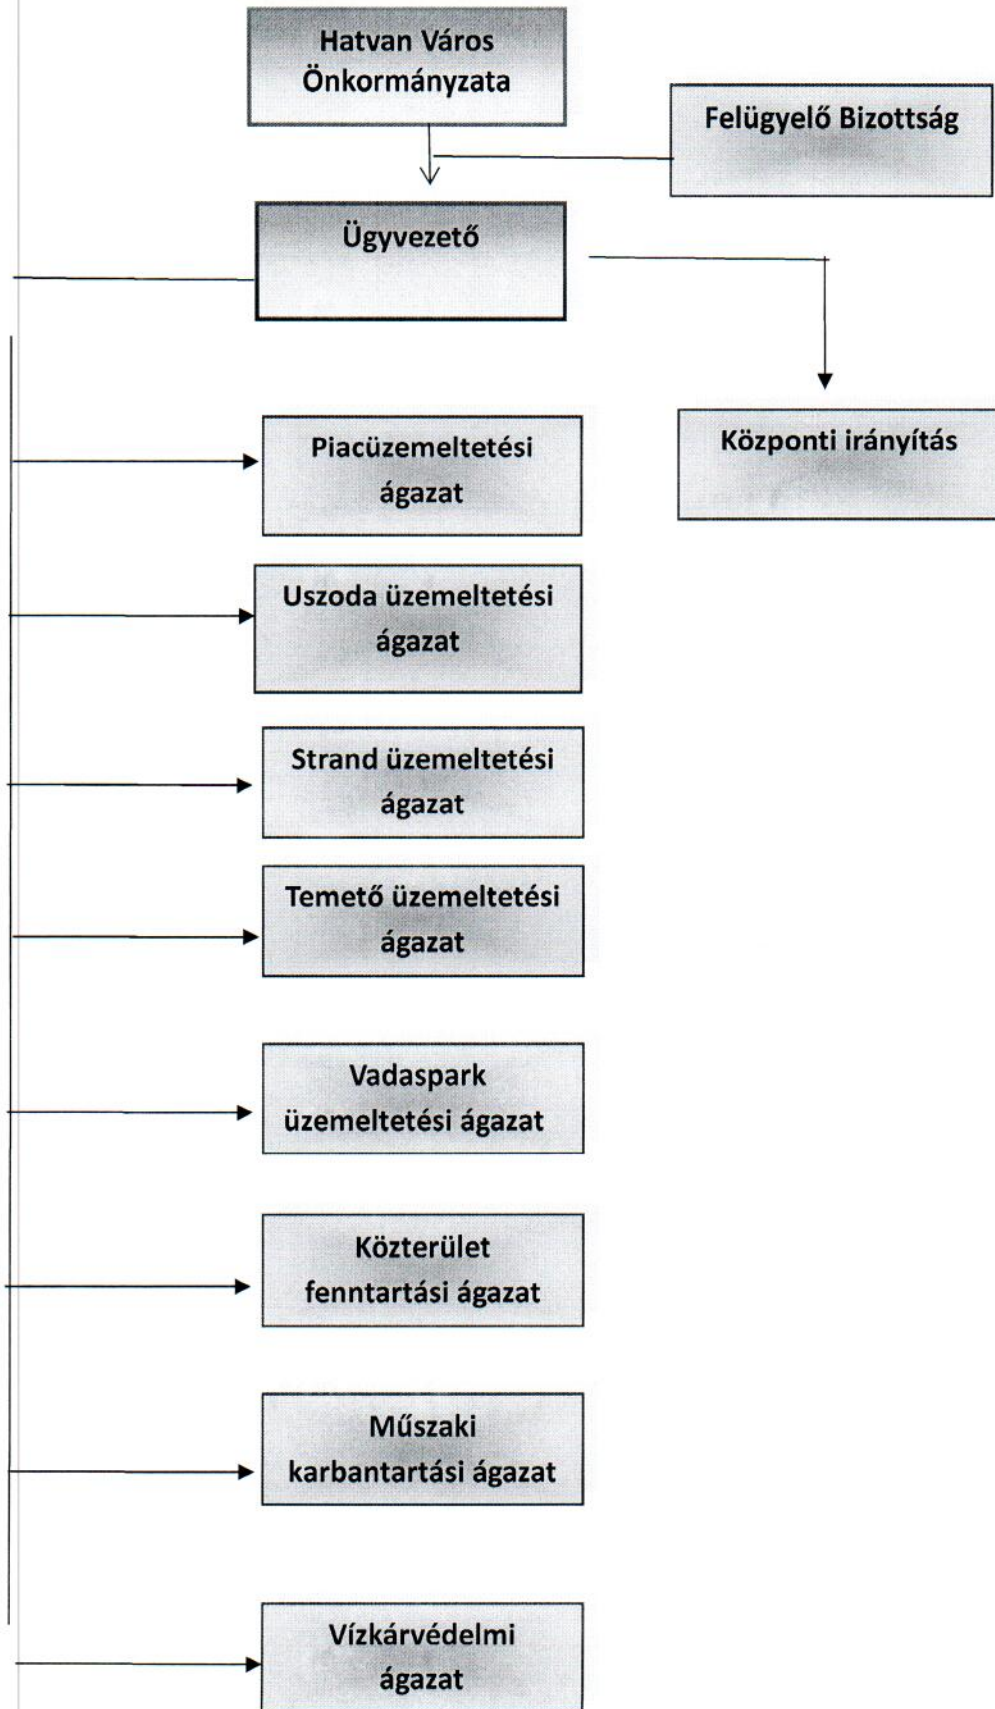 Hatvan Város
Önkormányzata
Felügyelő Bizottság
Ügyvezető
Piacüzemeltetési
ágazat
Központi irányítás
Uszoda üzemeltetési
ágazat
Strand üzemeltetési
ágazat
Temető üzemeltetési
ágazat
Vadaspark
üzemeltetési ágazat
Közterület
fenntartási ágazat
Műszaki
karbantartási ágazat
Vízkárvédelmi
ágazat